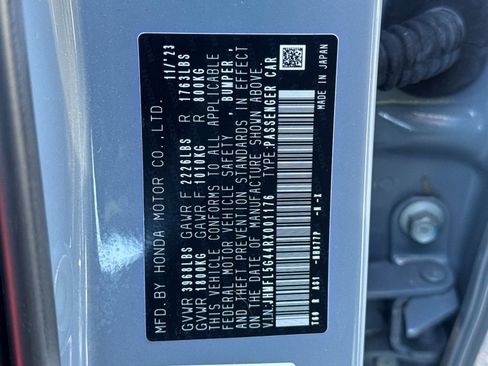 MFD.BY HONDA MOTOR CO.,LTD. 11/'23
GVWR 3968LBS GAWR F 2226LBS R 1763LBS
GVWR 1800KG GAWR F 1010KG R 800KG
THIS VEHICLE CONFORMS TO ALL APPLICABLE
FEDERAL MOTOR VEHICLE SAFETY , BUMPER ,
AND THEFT PREVENTION STANDARDS IN EFFECT
ON THE DATE OF MANUFACTURE SHOWN ABOVE.
TYPE:PASSENGER CAR
MADE IN JAPAN